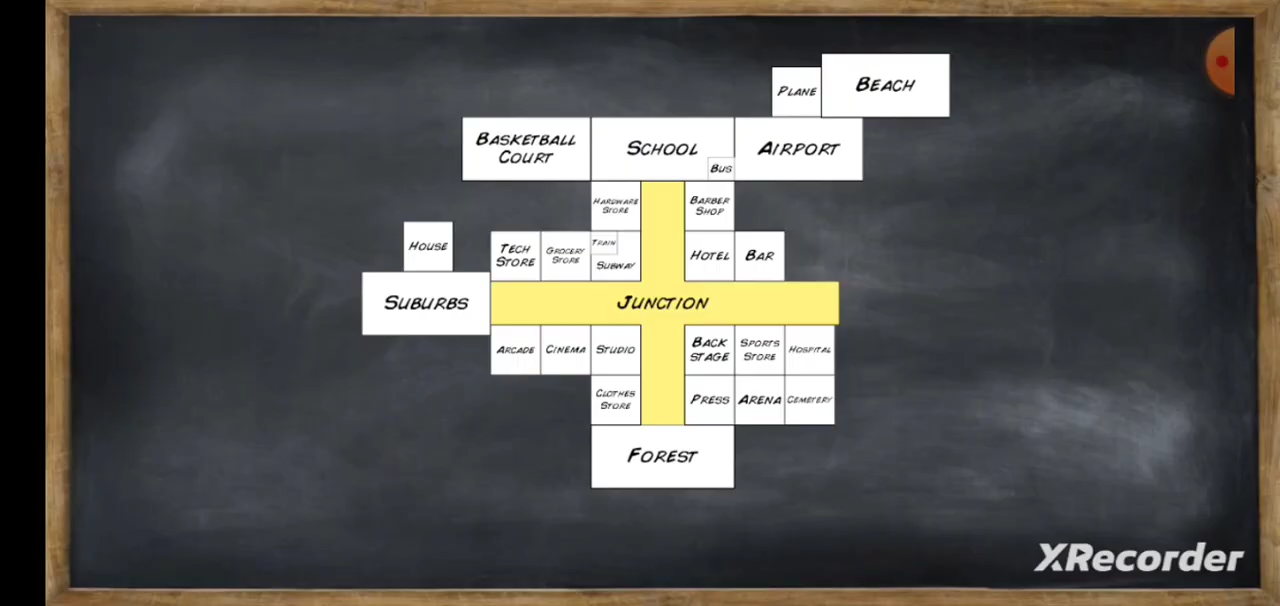 BEACH
PLANE
BASKETBALL
COURT
SCHOOL
AIRPORT
BUS
HARDWARE
STORE
BARBER
SHOP
HOUSE
TECH
STORE
GROCERY
STORE
TRAIN
SUBWAY
HOTEL
BAR
SUBURBS
JUNCTION
ARCADE
CINEMA
STUDIO
BACK
STAGE
SPORTS
STORE
HOSPITAL
CLOTHES
STORE
PRESS
ARENA
CEMETERY
FOREST
XRecorder